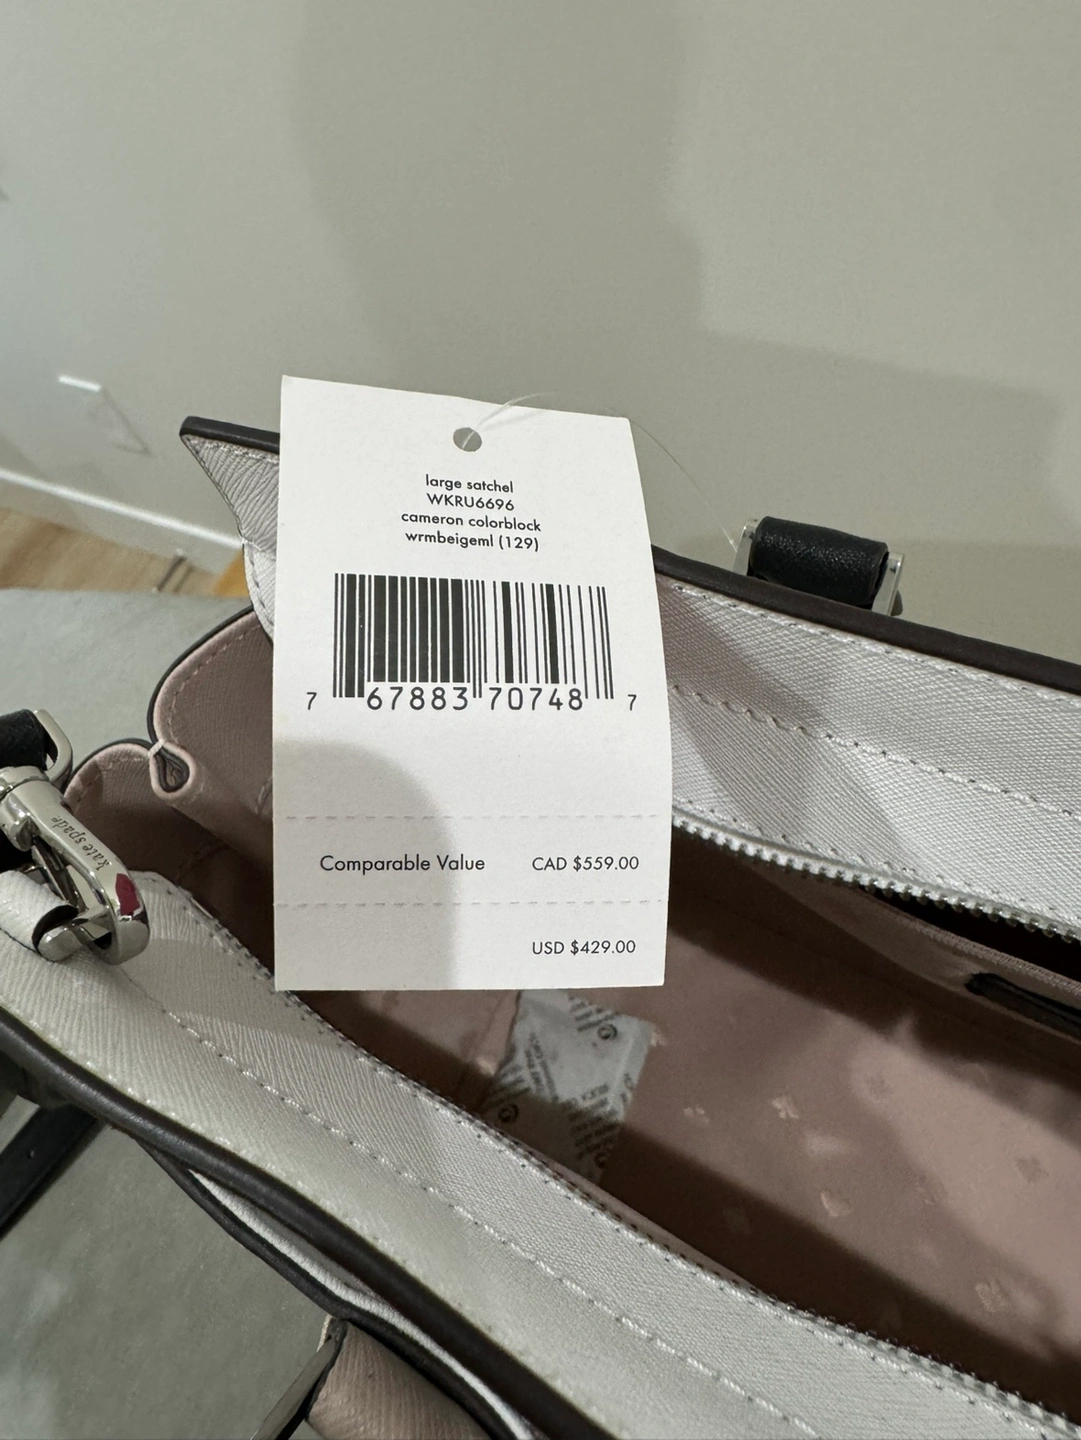 large satchel
WKRU6696
cameron colorblock
wrmbeigeml (129)
7 67883 70748 7
Comparable Value CAD $559.00
USD $429.00
kate spade